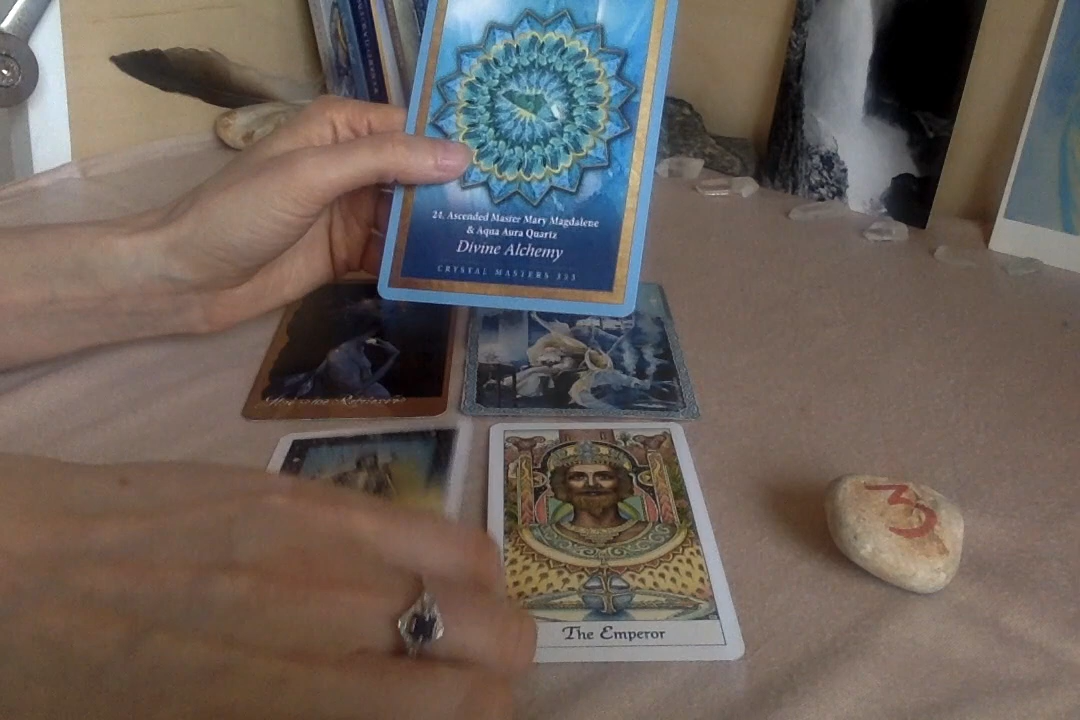 24. Ascended Master Mary Magdalene
& Aqua Aura Quartz
Divine Alchemy
CRYSTAL MASTERS 333
The Emperor
3